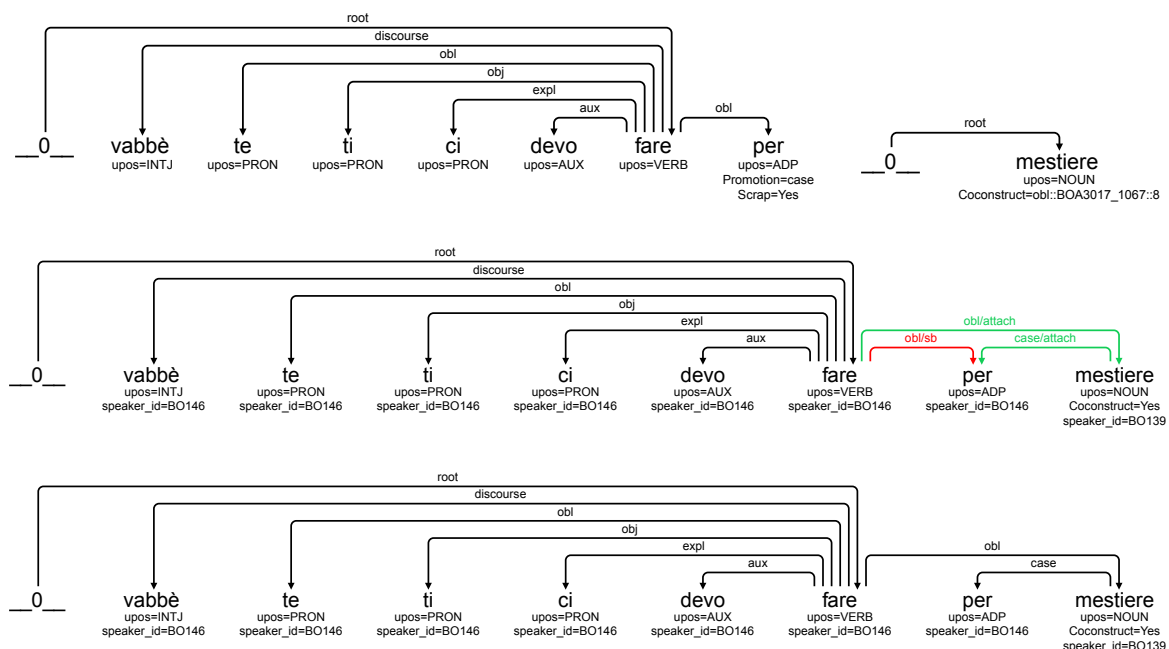 root
discourse
obl
obj
expl
aux obl
root
__0__ vabbè te ti ci devo fare per __0__ mestiere
upos=INTJ upos=PRON upos=PRON upos=PRON upos=AUX upos=VERB upos=ADP upos=NOUN
Promotion=case Coconstruct=obl::BOA3017_1067::8
Scrap=Yes
root
discourse
obl
obj
expl obl/attach
aux obl/sb case/attach
__0__ vabbè te ti ci devo fare per mestiere
upos=INTJ upos=PRON upos=PRON upos=PRON upos=AUX upos=VERB upos=ADP upos=NOUN
speaker_id=BO146 speaker_id=BO146 speaker_id=BO146 speaker_id=BO146 speaker_id=BO146 speaker_id=BO146 speaker_id=BO146 Coconstruct=Yes
speaker_id=BO139
root
discourse
obl
obj
expl obl
aux case
__0__ vabbè te ti ci devo fare per mestiere
upos=INTJ upos=PRON upos=PRON upos=PRON upos=AUX upos=VERB upos=ADP upos=NOUN
speaker_id=BO146 speaker_id=BO146 speaker_id=BO146 speaker_id=BO146 speaker_id=BO146 speaker_id=BO146 speaker_id=BO146 Coconstruct=Yes
speaker_id=BO139